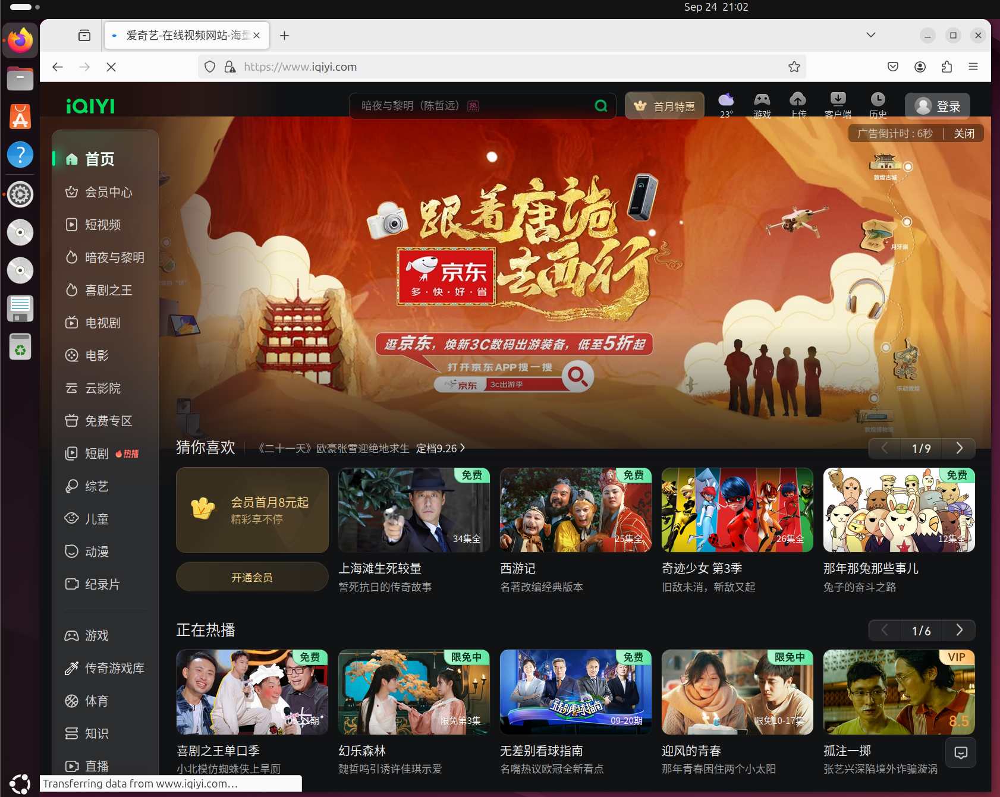 Sep 24 21:02
爱奇艺-在线视频网站-海量
https://www.iqiyi.com
iQIYI
暗夜与黎明（陈哲远） 热
首月特惠
23°
游戏
上传
客户端
历史
登录
广告倒计时 : 6秒 | 关闭
首页
会员中心
短视频
暗夜与黎明
喜剧之王
电视剧
电影
云影院
免费专区
短剧 热播
综艺
儿童
动漫
纪录片
游戏
传奇游戏库
体育
知识
直播
敦煌古城
月牙泉
乐动敦煌
敦煌博物馆
跟着唐诡
去西行
京东
多·快·好·省
逛京东，焕新3C数码出游装备，低至5折起
打开京东APP搜一搜
京东 3c出游季
猜你喜欢
《二十一天》欧豪张雪迎绝地求生 定档9.26
1/9
会员首月8元起
精彩享不停
开通会员
免费
34集全
上海滩生死较量
誓死抗日的传奇故事
免费
25集全
西游记
名著改编经典版本
26集全
奇迹少女 第3季
旧敌未消，新敌又起
免费
12集全
那年那兔那些事儿
兔子的奋斗之路
正在热播
1/6
免费
09-21期
喜剧之王单口季
小北模仿蜘蛛侠上旱厕
限免中
限免第3集
幻乐森林
魏哲鸣引诱许佳琪示爱
免费
无差别看球指南
09-20期
无差别看球指南
名嘴热议欧冠全新看点
限免中
限免10-17集
迎风的青春
那年青春困住两个小太阳
VIP
8.5
孤注一掷
张艺兴深陷境外诈骗漩涡
Transferring data from www.iqiyi.com…